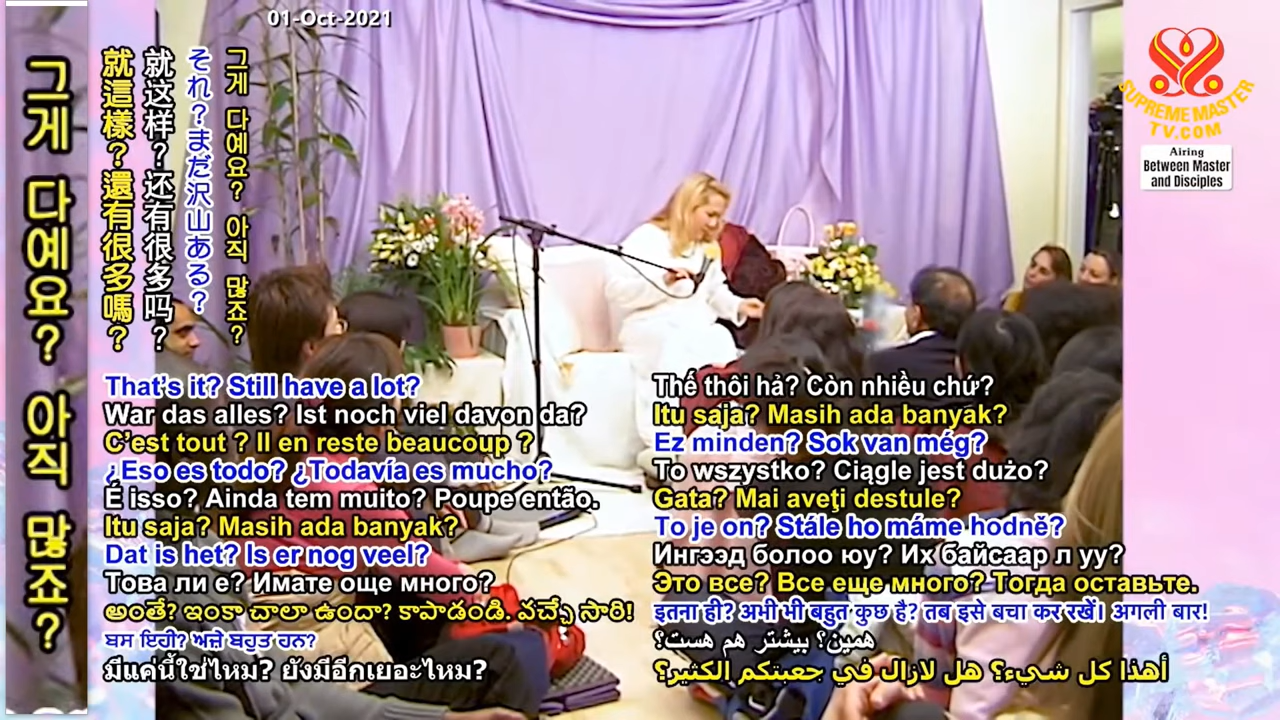 01-Oct-2021
SUPREME MASTER
TV.COM
Airing
Between Master
and Disciples
그게 다예요? 아직 많죠?
그게 다예요? 아직 많죠?
それ？まだ沢山ある？
就这样？还有很多吗？
就這樣？還有很多嗎？
That's it? Still have a lot?
War das alles? Ist noch viel davon da?
C'est tout ? Il en reste beaucoup ?
¿Eso es todo? ¿Todavía es mucho?
É isso? Ainda tem muito? Poupe então.
Itu saja? Masih ada banyak?
Dat is het? Is er nog veel?
Това ли е? Имате още много?
అంతే? ఇంకా చాలా ఉందా? కాపాడండి. వచ్చే సారి!
ਬਸ ਇਹੀ? ਅਜੇ ਬਹੁਤ ਹਨ?
มีแค่นี้ใช่ไหม? ยังมีอีกเยอะไหม?
Thế thôi hả? Còn nhiều chứ?
Itu saja? Masih ada banyak?
Ez minden? Sok van még?
To wszystko? Ciągle jest dużo?
Gata? Mai aveţi destule?
To je on? Stále ho máme hodně?
Ингээд болоо юу? Их байсаар л уу?
Это все? Все еще много? Тогда оставьте.
इतना ही? अभी भी बहुत कुछ है? तब इसे बचा कर रखें। अगली बार!
همین؟ بیشتر هم هست؟
أهذا كل شيء؟ هل لازال في جعبتكم الكثير؟